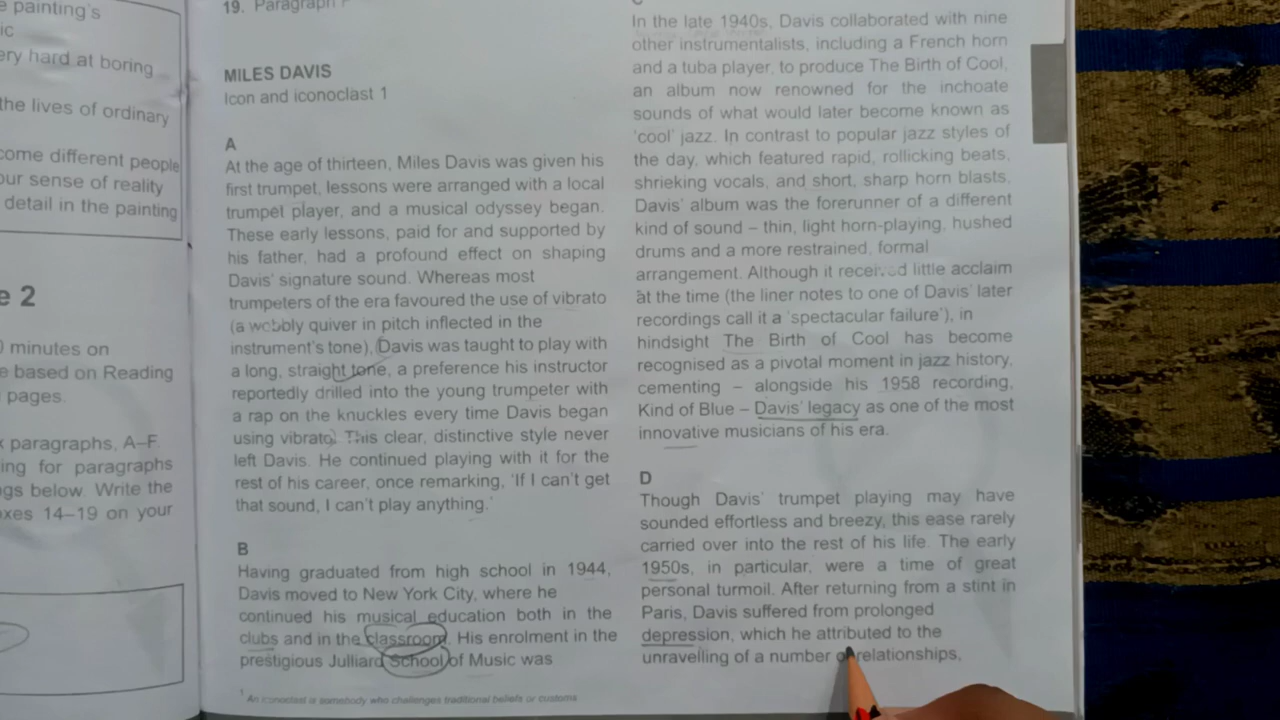 painting's
ic
ery hard at boring
the lives of ordinary
come different people
our sense of reality
detail in the painting
e 2
minutes on
e based on Reading
pages.
paragraphs, A–F.
ing for paragraphs
gs below. Write the
oxes 14–19 on your
19. Paragraph F
MILES DAVIS
Icon and iconoclast 1
A
At the age of thirteen, Miles Davis was given his
first trumpet, lessons were arranged with a local
trumpet player, and a musical odyssey began.
These early lessons, paid for and supported by
his father, had a profound effect on shaping
Davis' signature sound. Whereas most
trumpeters of the era favoured the use of vibrato
(a wobbly quiver in pitch inflected in the
instrument's tone), Davis was taught to play with
a long, straight tone, a preference his instructor
reportedly drilled into the young trumpeter with
a rap on the knuckles every time Davis began
using vibrato. This clear, distinctive style never
left Davis. He continued playing with it for the
rest of his career, once remarking, 'If I can't get
that sound, I can't play anything.'
B
Having graduated from high school in 1944,
Davis moved to New York City, where he
continued his musical education both in the
clubs and in the classroom. His enrolment in the
prestigious Julliard School of Music was
1 An iconoclast is somebody who challenges traditional beliefs or customs
In the late 1940s, Davis collaborated with nine
other instrumentalists, including a French horn
and a tuba player, to produce The Birth of Cool,
an album now renowned for the inchoate
sounds of what would later become known as
'cool' jazz. In contrast to popular jazz styles of
the day, which featured rapid, rollicking beats,
shrieking vocals, and short, sharp horn blasts,
Davis' album was the forerunner of a different
kind of sound – thin, light horn-playing, hushed
drums and a more restrained, formal
arrangement. Although it received little acclaim
at the time (the liner notes to one of Davis' later
recordings call it a 'spectacular failure'), in
hindsight The Birth of Cool has become
recognised as a pivotal moment in jazz history,
cementing – alongside his 1958 recording,
Kind of Blue – Davis' legacy as one of the most
innovative musicians of his era.
D
Though Davis' trumpet playing may have
sounded effortless and breezy, this ease rarely
carried over into the rest of his life. The early
1950s, in particular, were a time of great
personal turmoil. After returning from a stint in
Paris, Davis suffered from prolonged
depression, which he attributed to the
unravelling of a number of relationships,